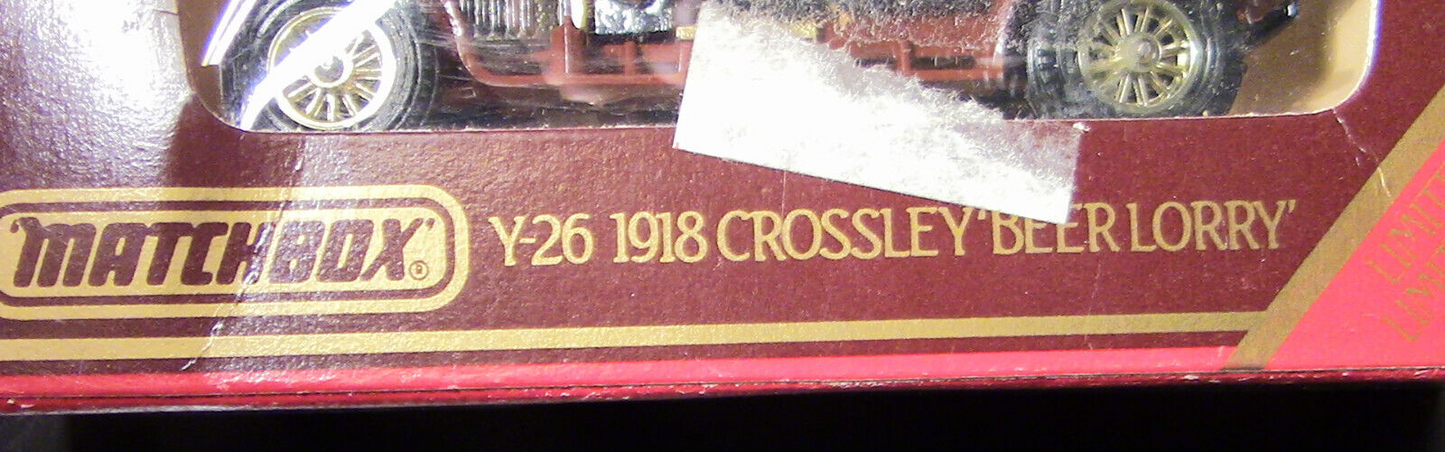 'MATCHBOX'®
Y-26 1918 CROSSLEY 'BEER LORRY'